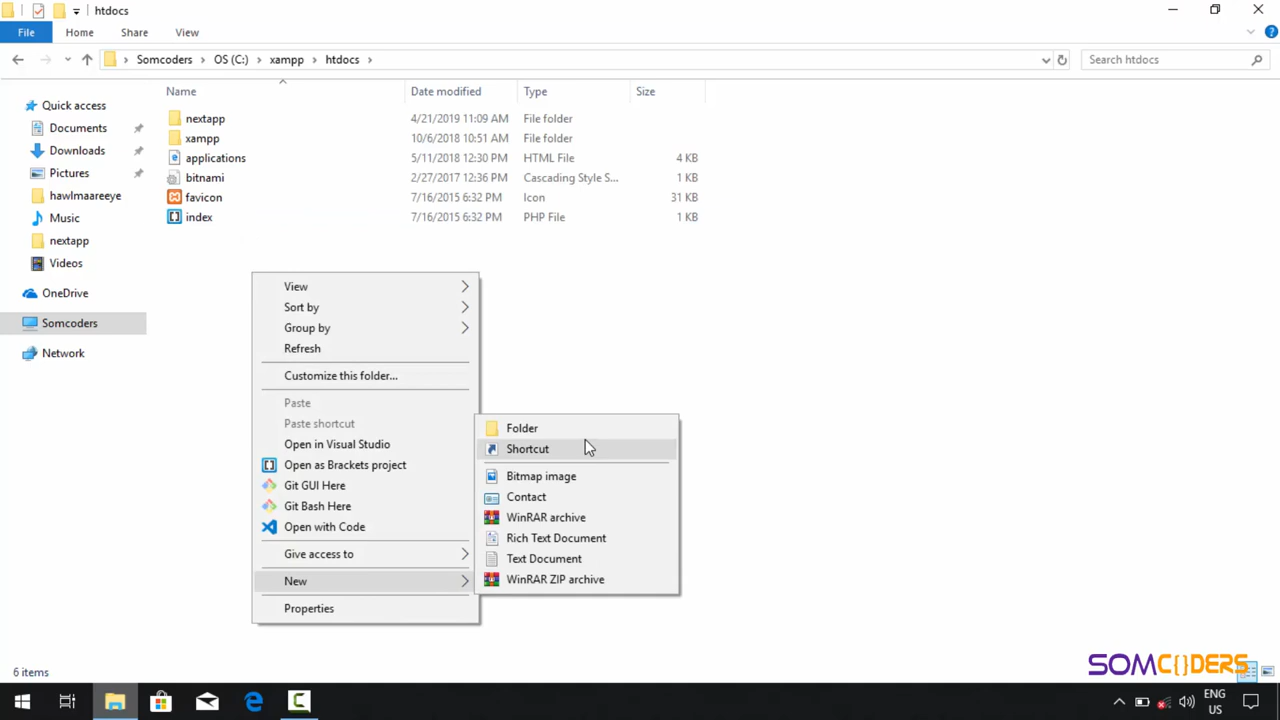 htdocs
File Home Share View
Somcoders OS (C:) xampp htdocs Search htdocs
Name Date modified Type Size
Quick access
Documents
Downloads
Pictures
hawlmaareeye
Music
nextapp
Videos
OneDrive
Somcoders
Network
nextapp 4/21/2019 11:09 AM File folder
xampp 10/6/2018 10:51 AM File folder
applications 5/11/2018 12:30 PM HTML File 4 KB
bitnami 2/27/2017 12:36 PM Cascading Style S... 1 KB
favicon 7/16/2015 6:32 PM Icon 31 KB
index 7/16/2015 6:32 PM PHP File 1 KB
View
Sort by
Group by
Refresh
Customize this folder...
Paste
Paste shortcut
Open in Visual Studio
Open as Brackets project
Git GUI Here
Git Bash Here
Open with Code
Give access to
New
Properties
Folder
Shortcut
Bitmap image
Contact
WinRAR archive
Rich Text Document
Text Document
WinRAR ZIP archive
6 items
SOMC{}DERS
ENG
US